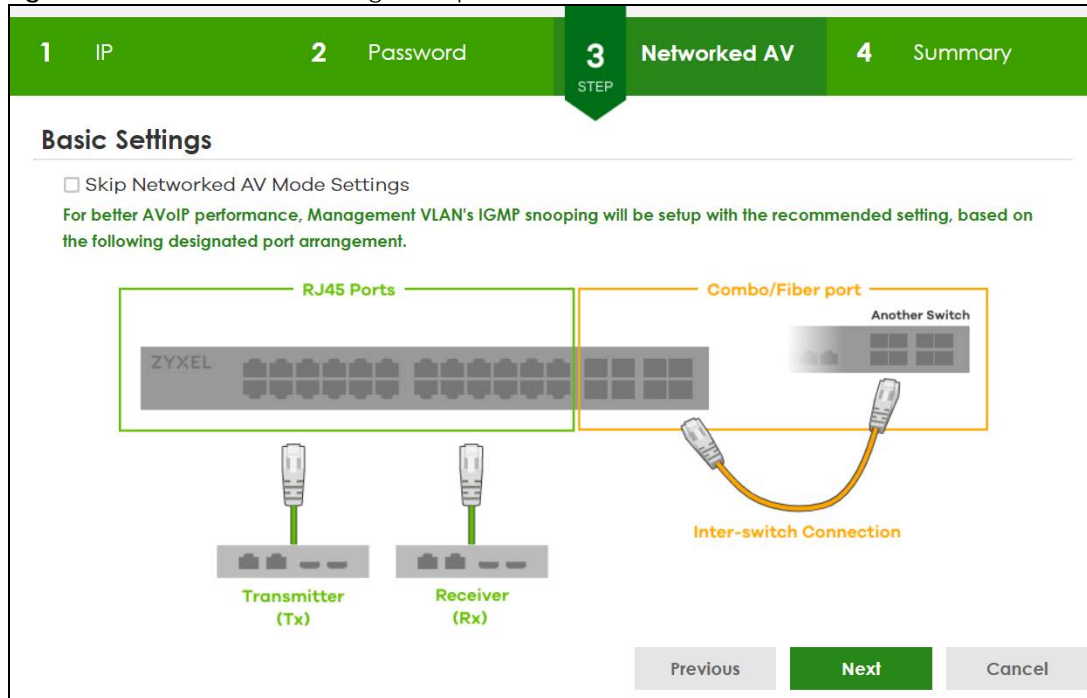 1 IP 2 Password 3 STEP Networked AV 4 Summary
Basic Settings
Skip Networked AV Mode Settings
For better AVoIP performance, Management VLAN's IGMP snooping will be setup with the recommended setting, based on
the following designated port arrangement.
RJ45 Ports Combo/Fiber port
Another Switch
ZYXEL
Inter-switch Connection
Transmitter Receiver
(Tx) (Rx)
Previous Next Cancel